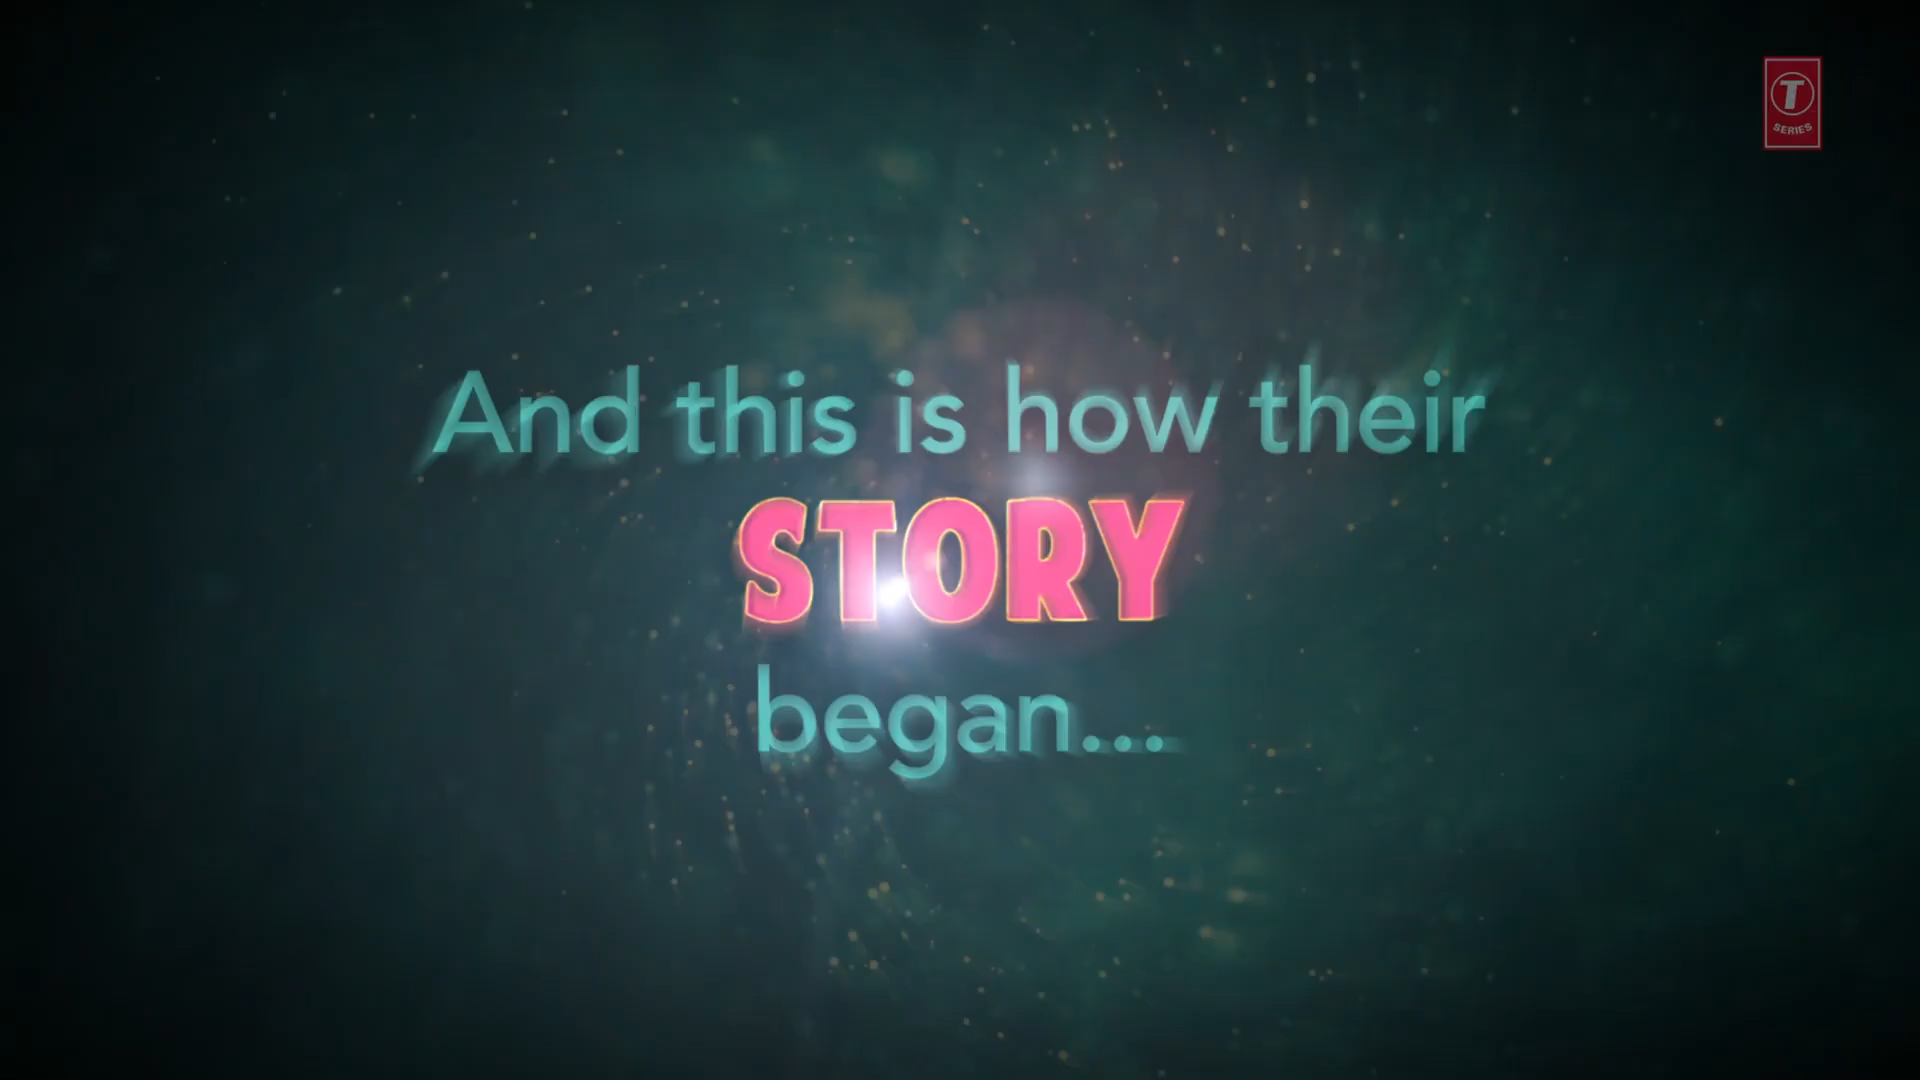 T
SERIES
And this is how their
STORY
began...